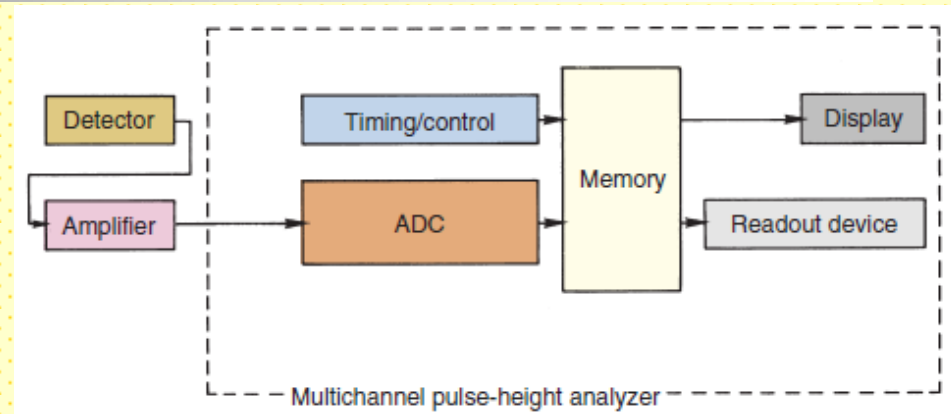 Detector
Timing/control
Display
Memory
Amplifier
ADC
Readout device
Multichannel pulse-height analyzer